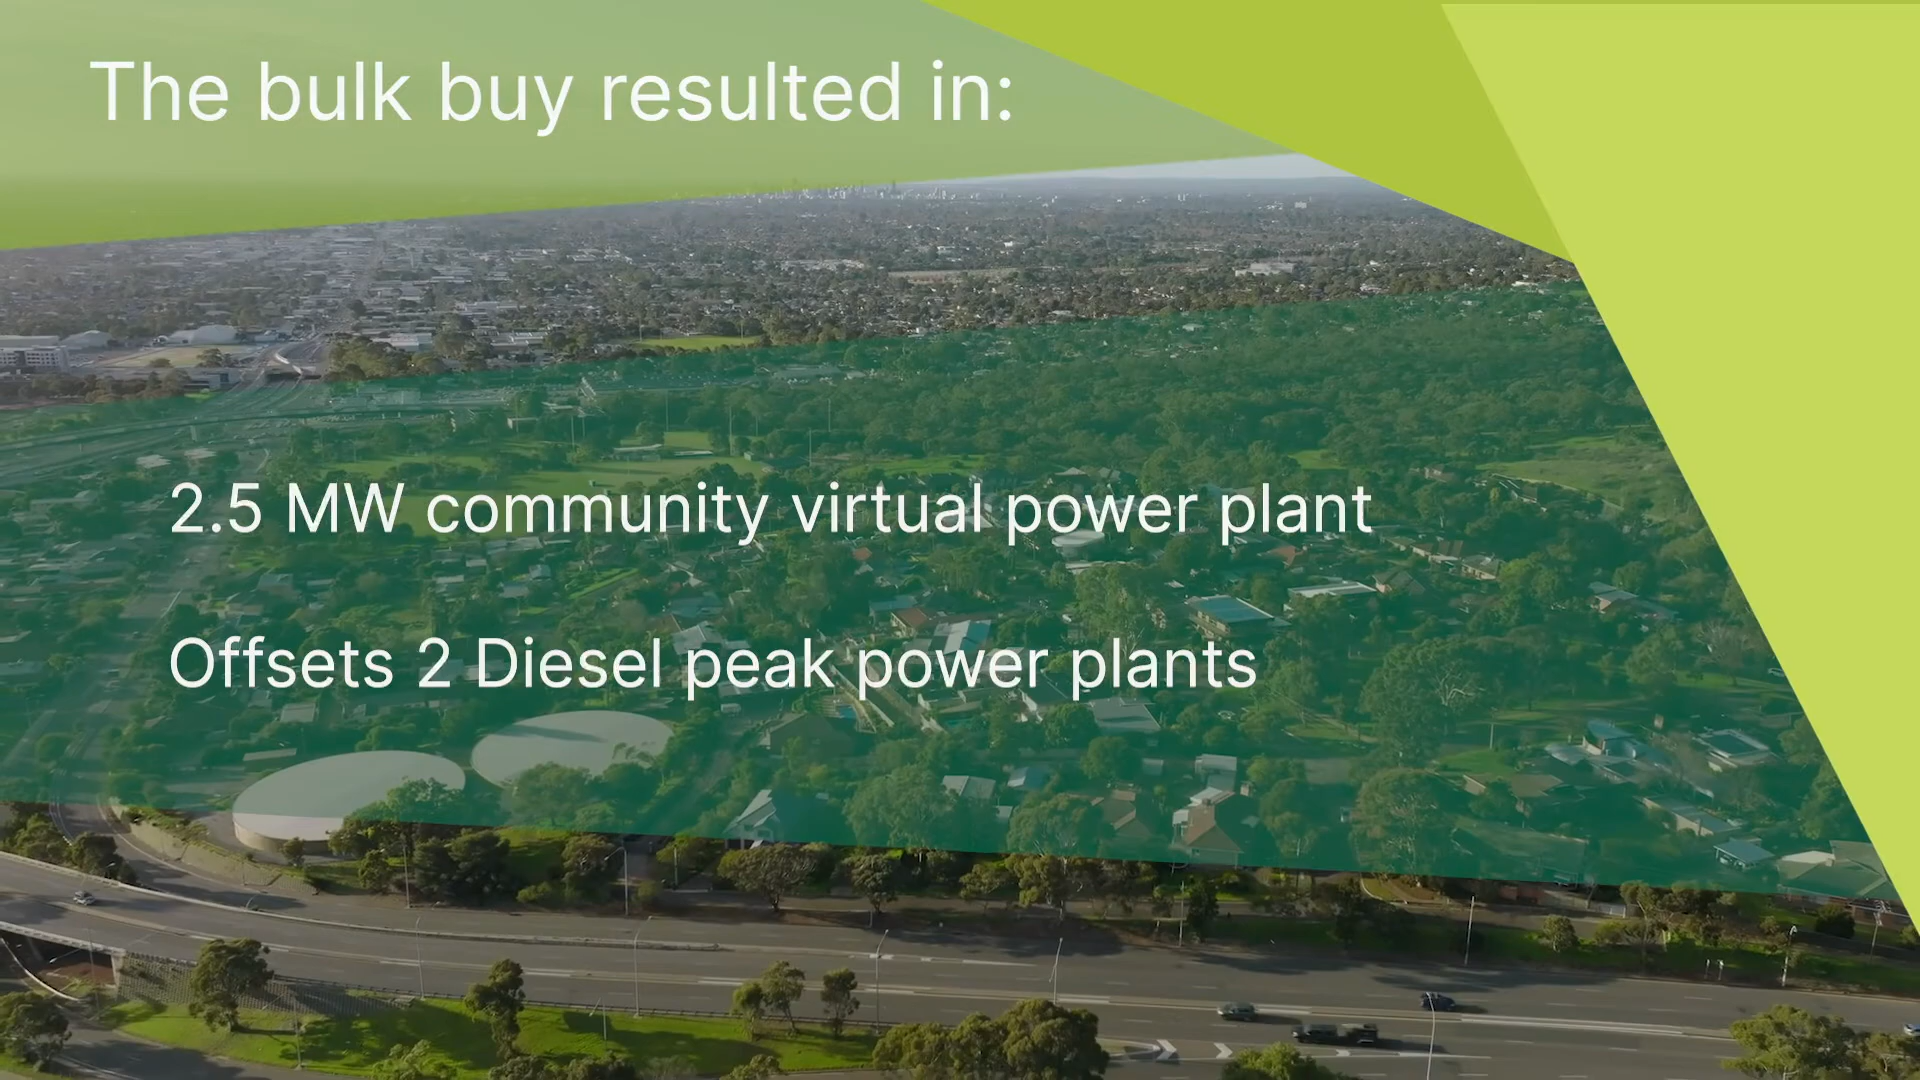 The bulk buy resulted in:
2.5 MW community virtual power plant
Offsets 2 Diesel peak power plants